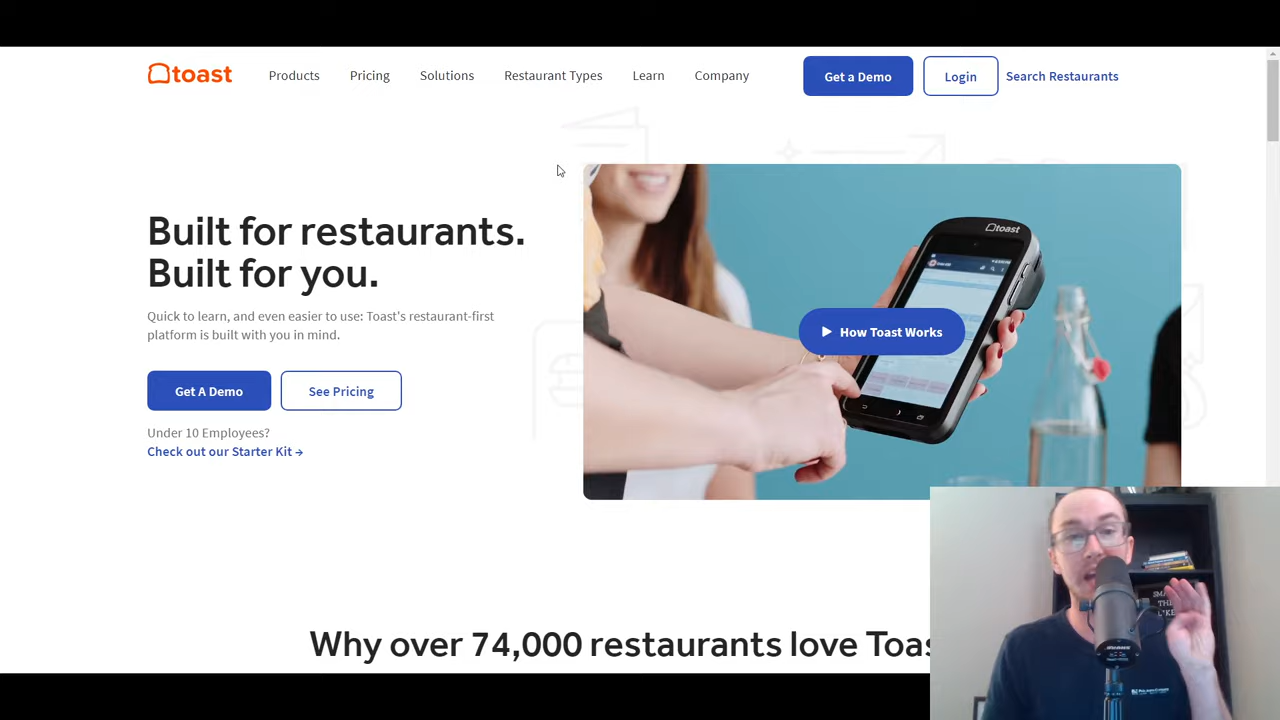 toast
Products
Pricing
Solutions
Restaurant Types
Learn
Company
Get a Demo
Login
Search Restaurants
Built for restaurants.
Built for you.
Quick to learn, and even easier to use: Toast's restaurant-first
platform is built with you in mind.
Get A Demo
See Pricing
Under 10 Employees?
Check out our Starter Kit →
toast
How Toast Works
Why over 74,000 restaurants love Toas